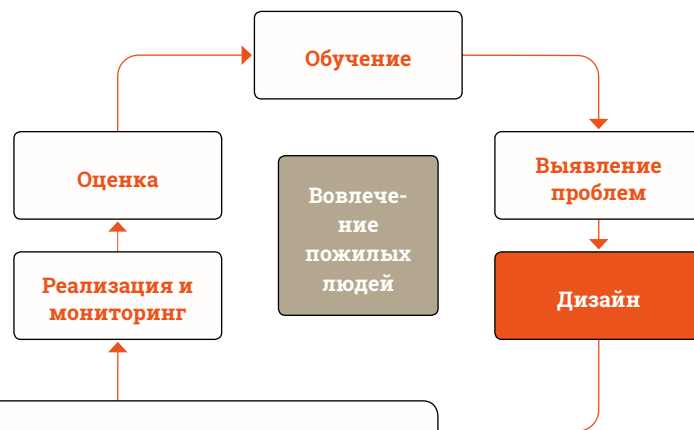 Обучение
Выявление
проблем
Оценка
Вовлече-
ние
пожилых
людей
Реализация и
мониторинг
Дизайн